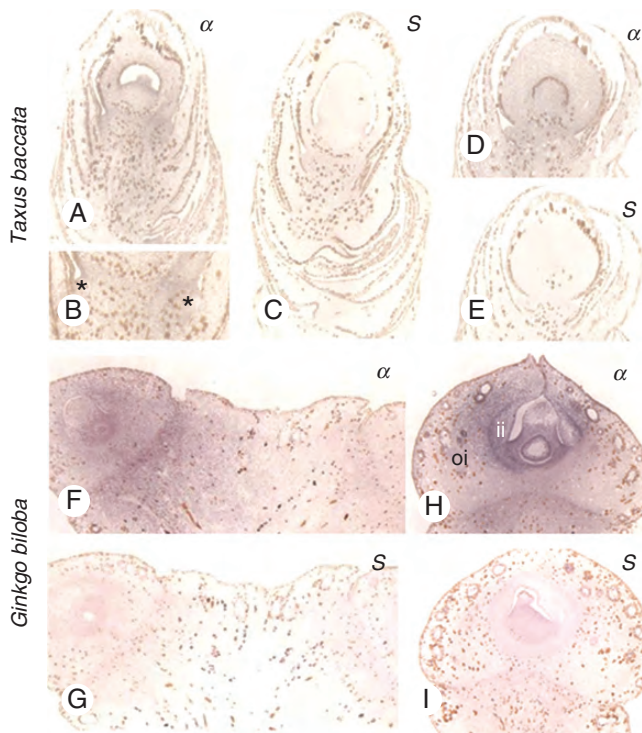 α
S
α
Taxus baccata
A
C
D
S
*
*
B
E
α
α
ii
oi
F
H
Ginkgo biloba
S
S
G
I